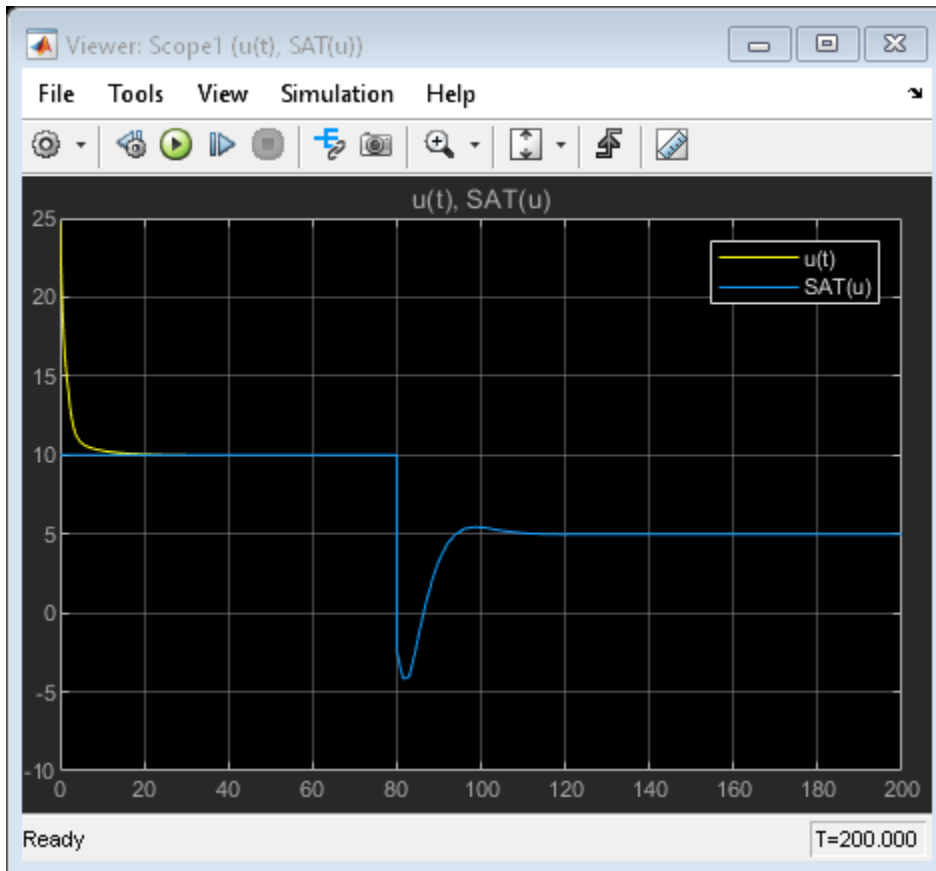 Viewer: Scope1 (u(t), SAT(u))
File Tools View Simulation Help
u(t), SAT(u)
25
20
15
10
5
0
-5
-10
u(t)
SAT(u)
0 20 40 60 80 100 120 140 160 180 200
Ready T=200.000